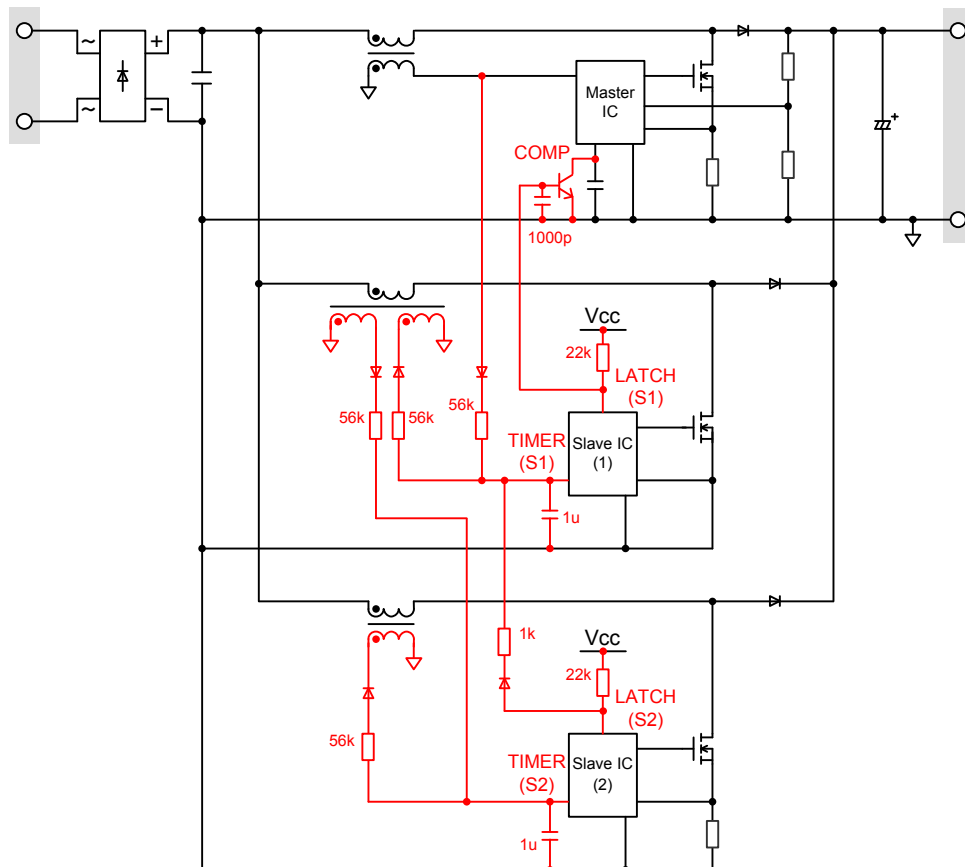 ~
+
~
−
Master
IC
COMP
1000p
Vcc
22k
LATCH
(S1)
56k
56k
56k
TIMER
(S1)
Slave IC
(1)
1u
1k
Vcc
22k
LATCH
(S2)
56k
TIMER
(S2)
Slave IC
(2)
1u
+